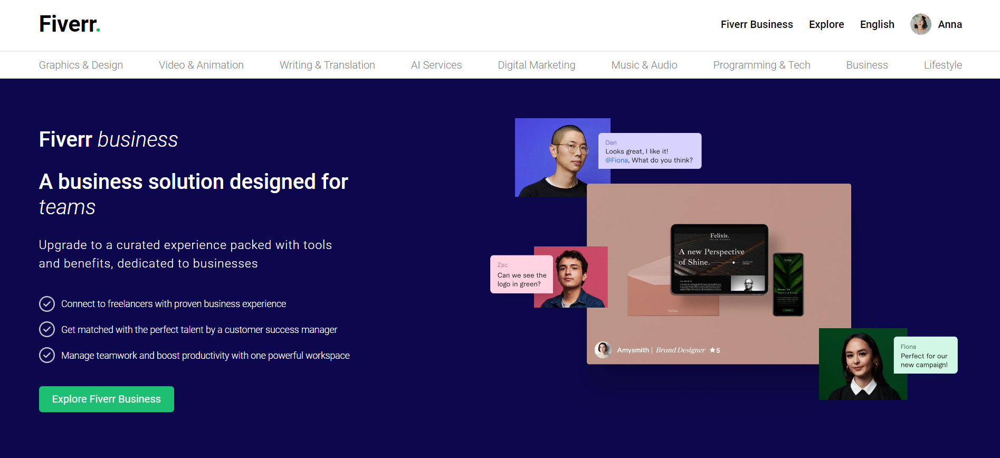 Fiverr.
Fiverr Business
Explore
English
Anna
Graphics & Design
Video & Animation
Writing & Translation
AI Services
Digital Marketing
Music & Audio
Programming & Tech
Business
Lifestyle
Fiverr business
A business solution designed for
teams
Upgrade to a curated experience packed with tools
and benefits, dedicated to businesses
Connect to freelancers with proven business experience
Get matched with the perfect talent by a customer success manager
Manage teamwork and boost productivity with one powerful workspace
Explore Fiverr Business
Dan
Looks great, I like it!
@Fiona, What do you think?
Zac
Can we see the
logo in green?
Felixis.
A new Perspective
of Shine.
Felixis
Felixis.
Amysmith | Brand Designer ★5
Fiona
Perfect for our
new campaign!